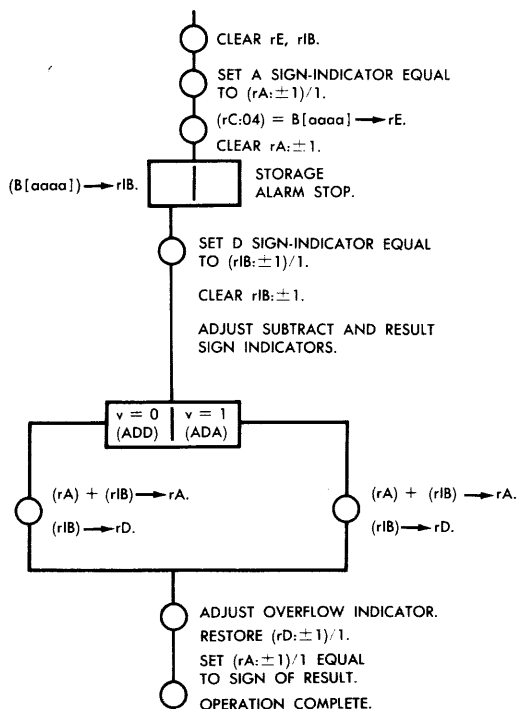 CLEAR rE, rIB.
SET A SIGN-INDICATOR EQUAL
TO (rA:±1)/1.
(rC:04) = B[aaaa] → rE.
CLEAR rA:±1.
(B[aaaa]) → rIB.
STORAGE
ALARM STOP.
SET D SIGN-INDICATOR EQUAL
TO (rIB:±1)/1.
CLEAR rIB:±1.
ADJUST SUBTRACT AND RESULT
SIGN INDICATORS.
v = 0 v = 1
(ADD) (ADA)
(rA) + (rIB) → rA.
(rIB) → rD.
(rA) + (rIB) → rA.
(rIB) → rD.
ADJUST OVERFLOW INDICATOR.
RESTORE (rD:±1)/1.
SET (rA:±1)/1 EQUAL
TO SIGN OF RESULT.
OPERATION COMPLETE.